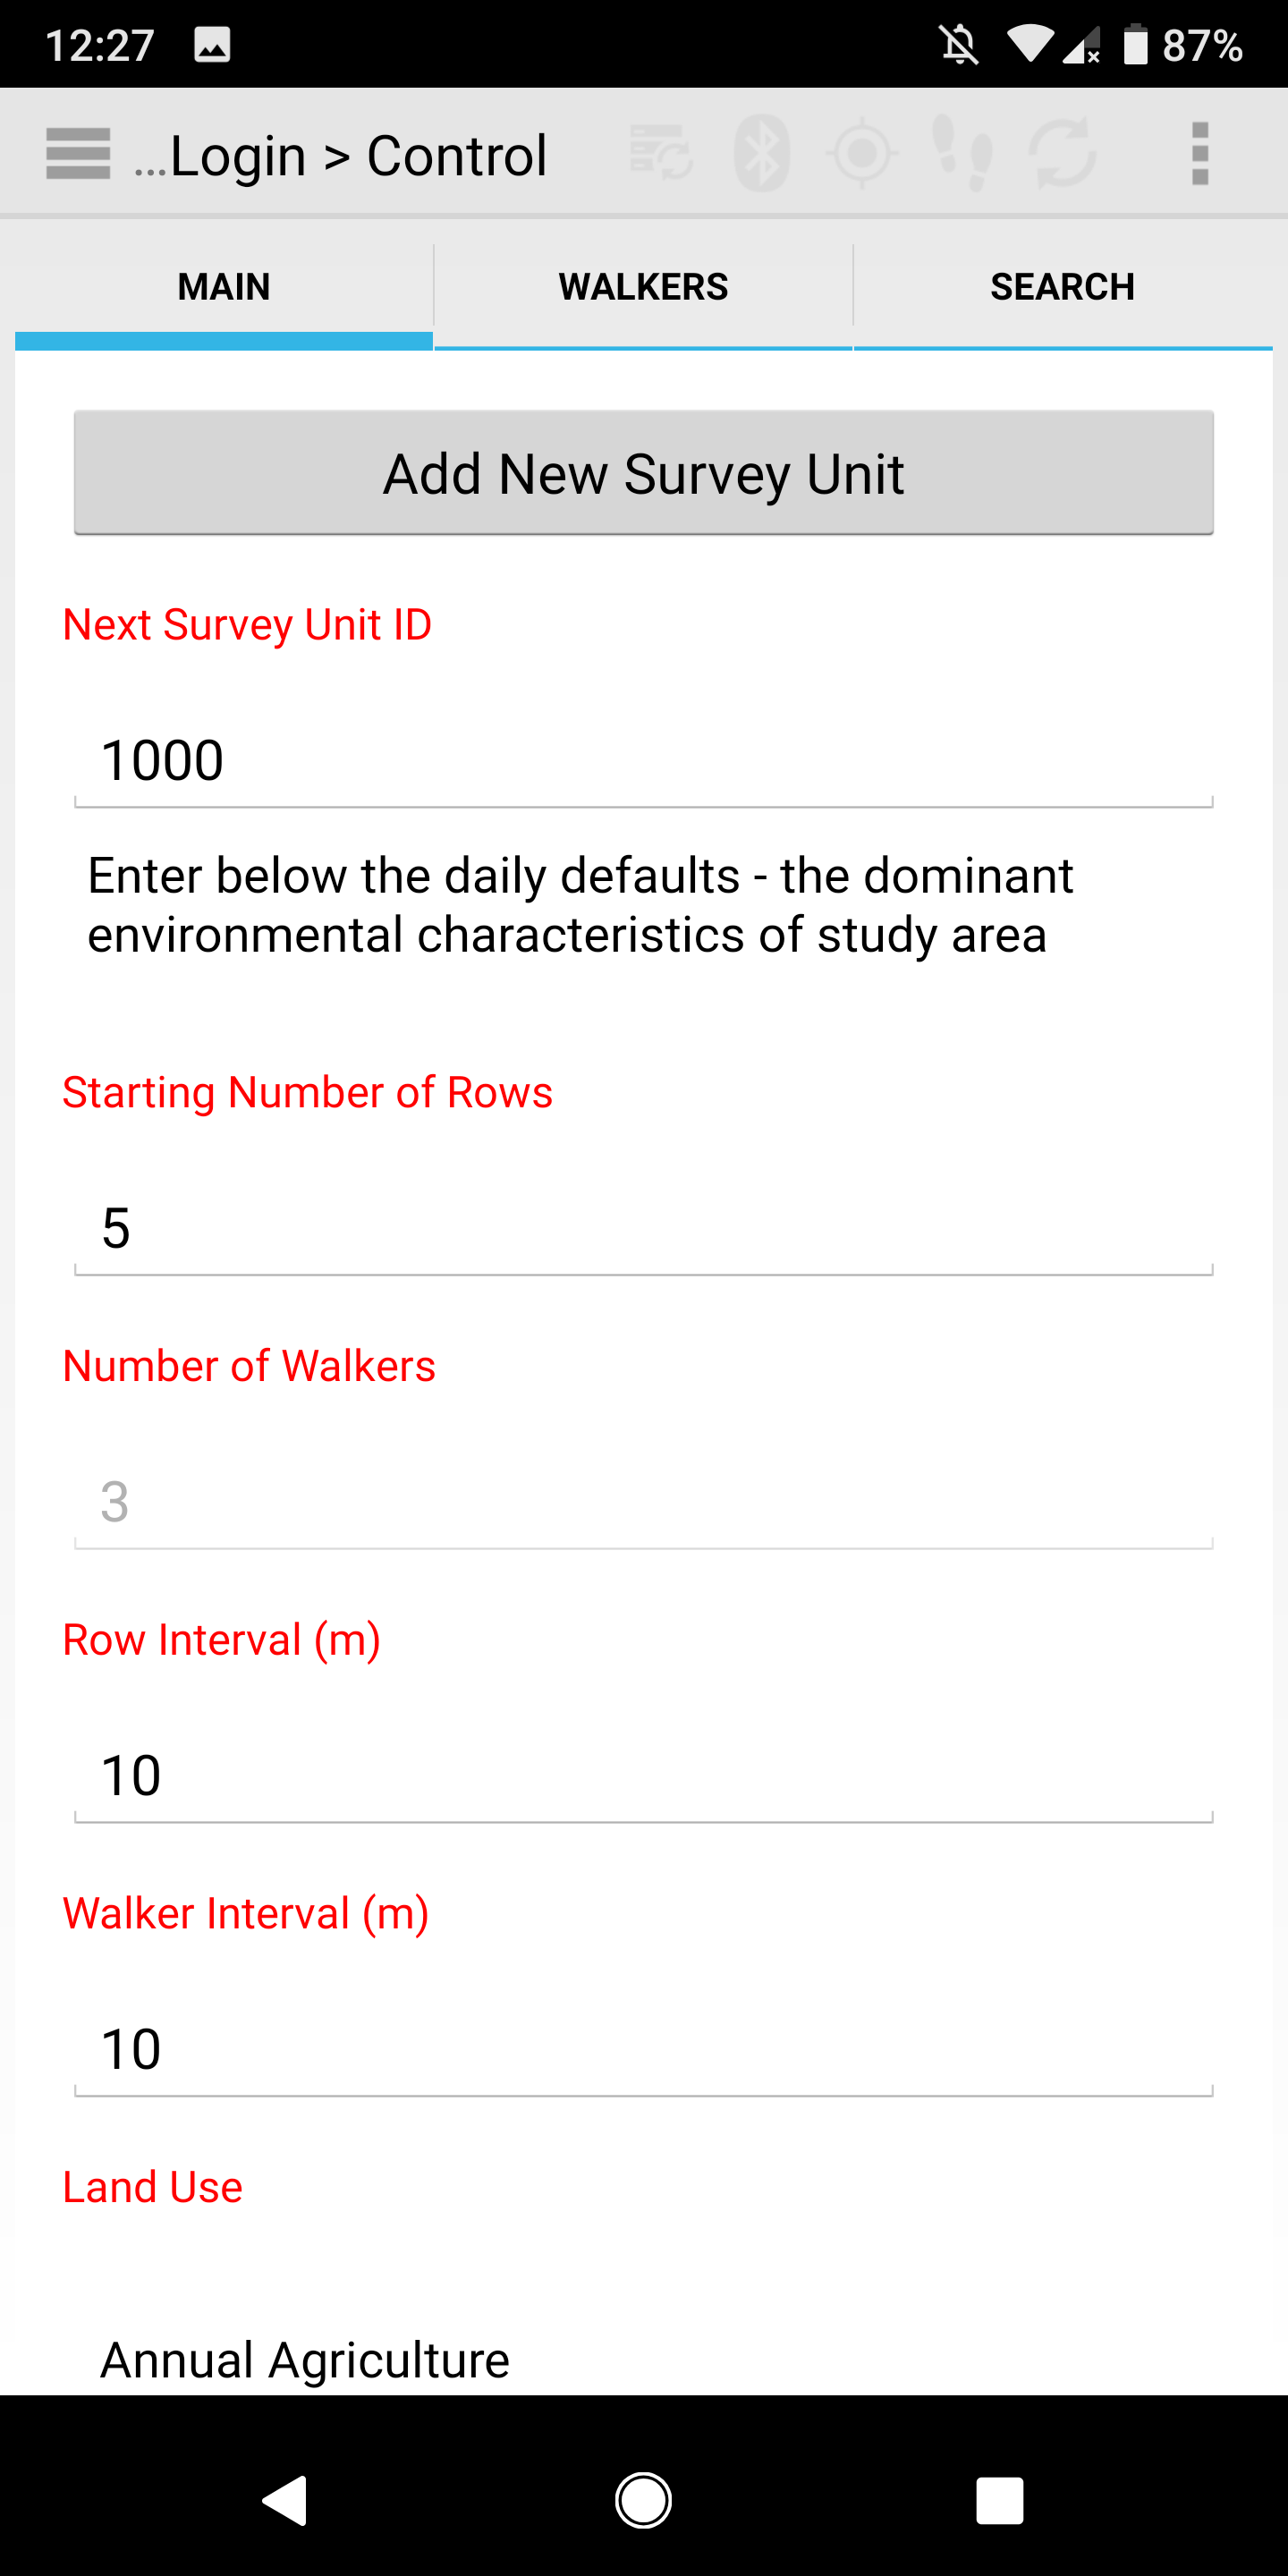 12:27
87%
...Login > Control
MAIN
WALKERS
SEARCH
Add New Survey Unit
Next Survey Unit ID
1000
Enter below the daily defaults - the dominant
environmental characteristics of study area
Starting Number of Rows
5
Number of Walkers
3
Row Interval (m)
10
Walker Interval (m)
10
Land Use
Annual Agriculture